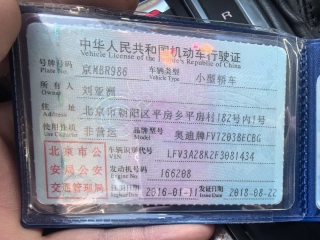 中华人民共和国机动车行驶证
Vehicle License of the People's Republic of China
号牌号码 Plate No. 京MBR986 车辆类型 Vehicle Type 小型轿车
所有人 Owner 刘亚洲
住址 北京市朝阳区平房乡平房村182号内1号
使用性质 非营运 品牌型号 Model 奥迪牌FV7203BECBG
北京市公安局公安交通管理局
车辆识别代号 VIN LFV3A28K2F3081434
发动机号码 Engine No. 166208
注册日期 2016-01-11 发证日期 2018-08-22